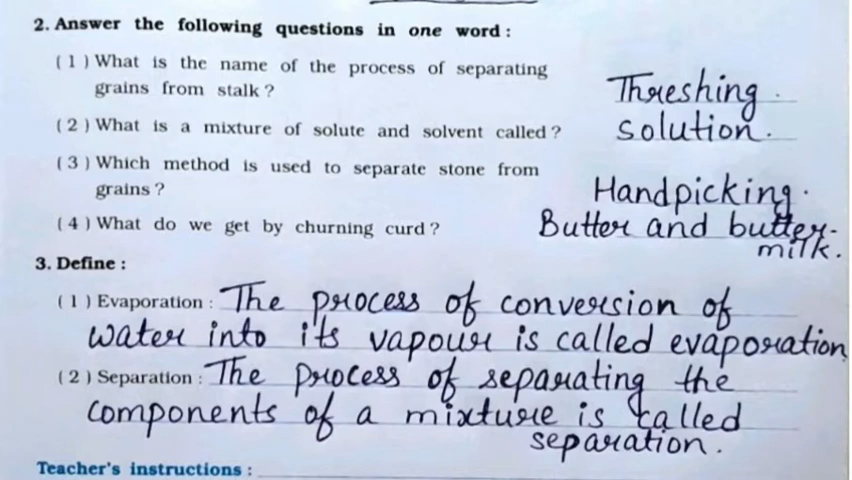 2. Answer the following questions in one word :
( 1 ) What is the name of the process of separating
grains from stalk ?
Threshing.
( 2 ) What is a mixture of solute and solvent called ?
solution.
( 3 ) Which method is used to separate stone from
grains ?
Handpicking.
( 4 ) What do we get by churning curd ?
Butter and butter-
milk.
3. Define :
( 1 ) Evaporation : The process of conversion of
water into its vapour is called evaporation
( 2 ) Separation : The process of separating the
components of a mixture is called
separation.
Teacher's instructions :